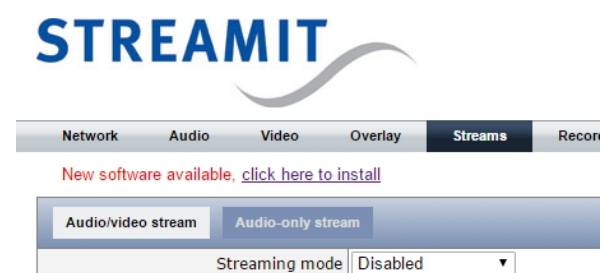 STREAMIT
Network Audio Video Overlay Streams
New software available, click here to install
Audio/video stream Audio-only stream
Streaming mode Disabled